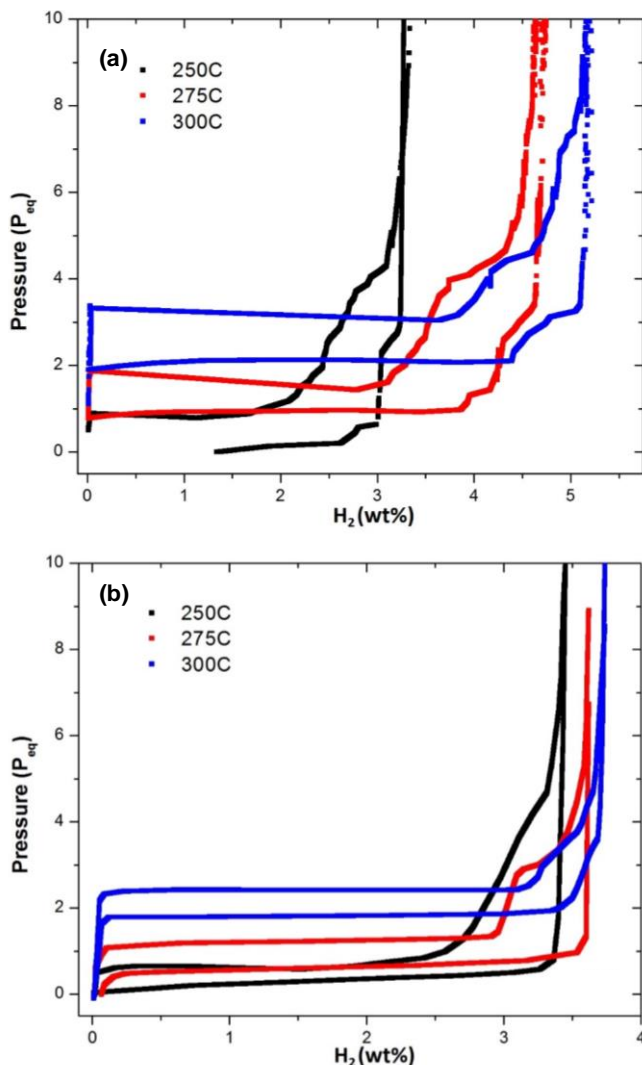 (a)
250C
275C
300C
Pressure (Peq)
10
8
6
4
2
0
0 1 2 3 4 5
H2 (wt%)
(b)
250C
275C
300C
Pressure (Peq)
10
8
6
4
2
0
0 1 2 3 4
H2 (wt%)